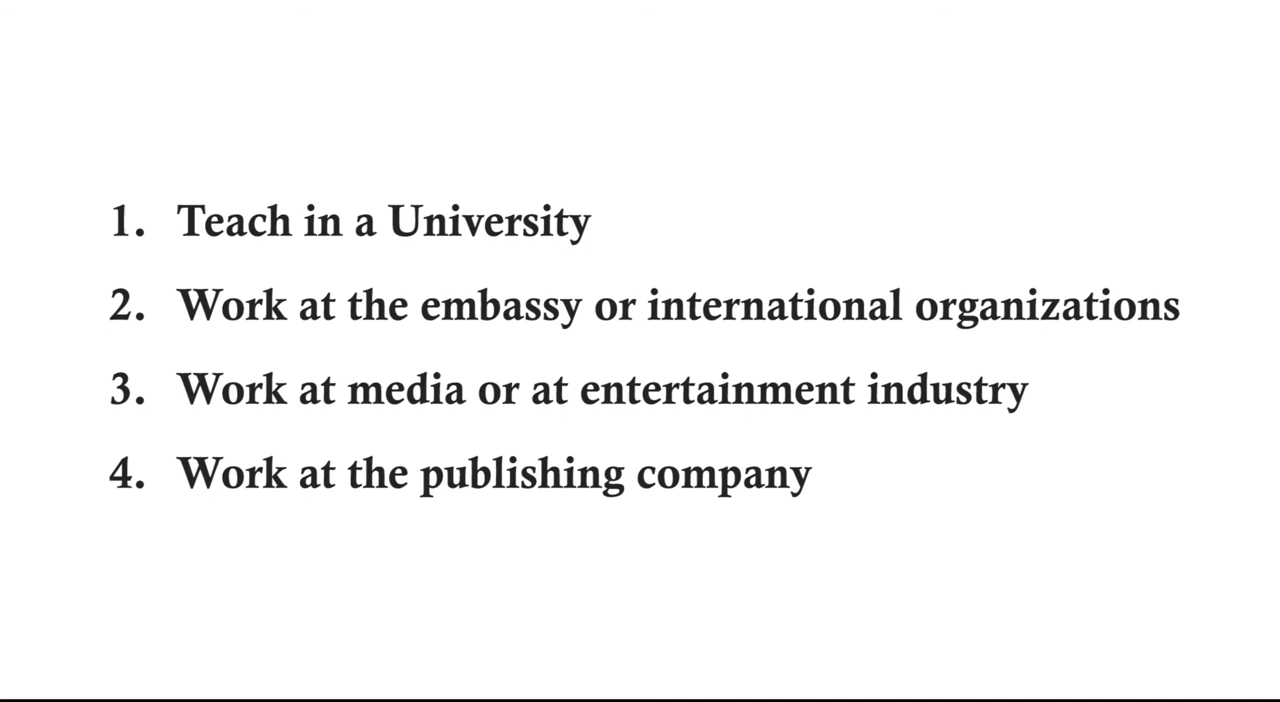 1. Teach in a University
2. Work at the embassy or international organizations
3. Work at media or at entertainment industry
4. Work at the publishing company